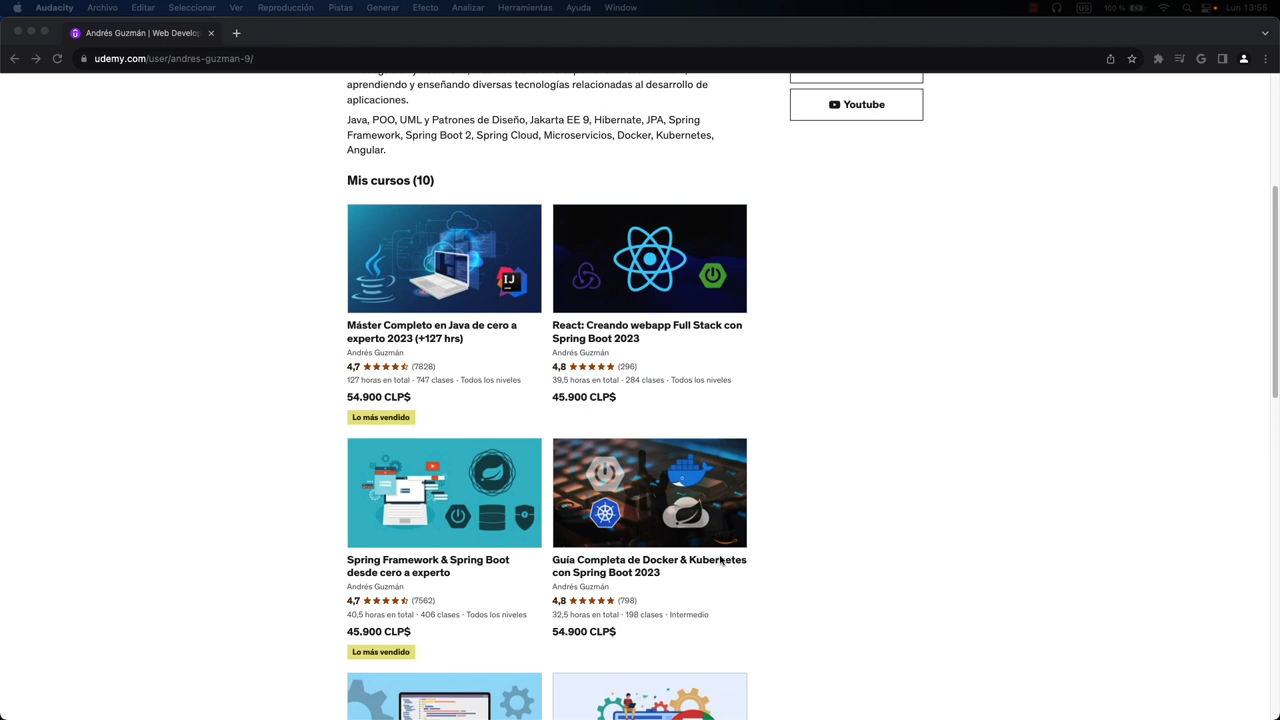 Audacity Archivo Editar Seleccionar Ver Reproducción Pistas Generar Efecto Analizar Herramientas Ayuda Window US 100 % Lun 13:55
Andrés Guzmán | Web Develop
udemy.com/user/andres-guzman-9/
aprendiendo y enseñando diversas tecnologías relacionadas al desarrollo de
aplicaciones.
Youtube
Java, POO, UML y Patrones de Diseño, Jakarta EE 9, Hibernate, JPA, Spring
Framework, Spring Boot 2, Spring Cloud, Microservicios, Docker, Kubernetes,
Angular.
Mis cursos (10)
IJ
Máster Completo en Java de cero a
experto 2023 (+127 hrs)
Andrés Guzmán
4,7 (7828)
127 horas en total · 747 clases · Todos los niveles
54.900 CLP$
Lo más vendido
React: Creando webapp Full Stack con
Spring Boot 2023
Andrés Guzmán
4,8 (296)
39,5 horas en total · 284 clases · Todos los niveles
45.900 CLP$
Spring Framework & Spring Boot
desde cero a experto
Andrés Guzmán
4,7 (7562)
40,5 horas en total · 406 clases · Todos los niveles
45.900 CLP$
Lo más vendido
Guía Completa de Docker & Kubernetes
con Spring Boot 2023
Andrés Guzmán
4,8 (798)
32,5 horas en total · 198 clases · Intermedio
54.900 CLP$